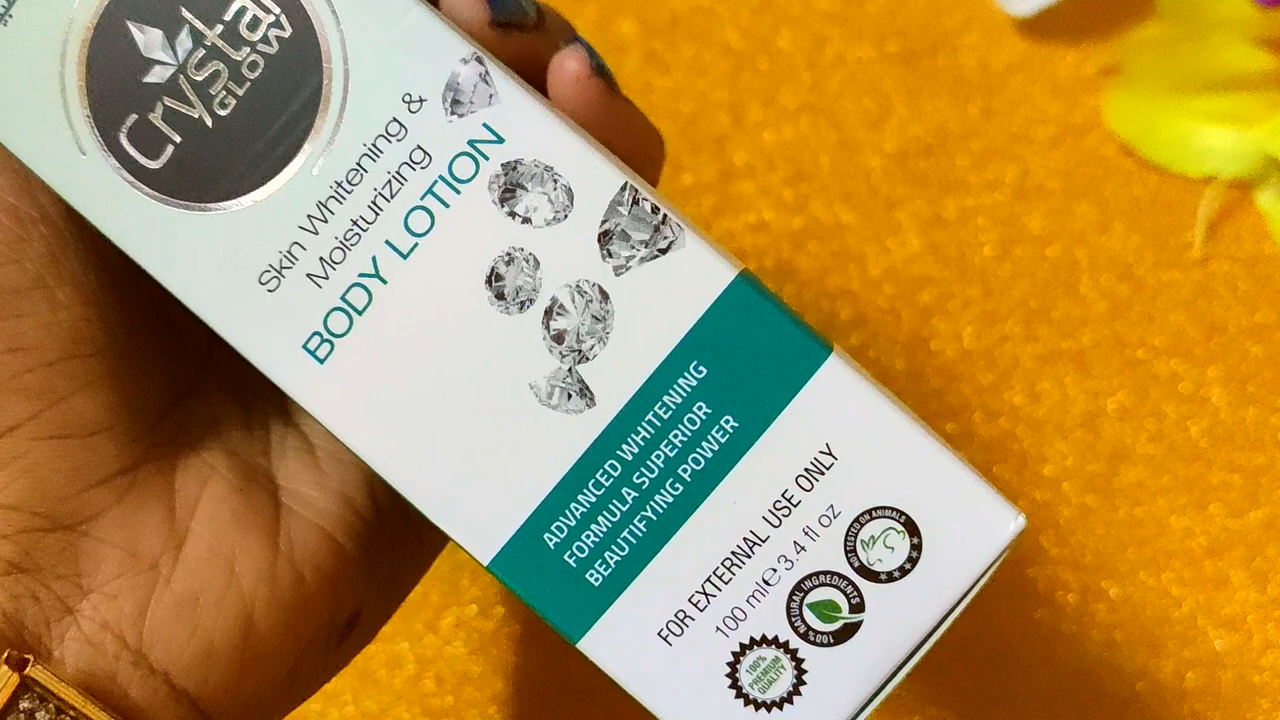 Crystal
GLOW
Skin Whitening &
Moisturizing
BODY LOTION
ADVANCED WHITENING
FORMULA SUPERIOR
BEAUTIFYING POWER
FOR EXTERNAL USE ONLY
100 ml e 3.4 fl oz
NOT TESTED ON ANIMALS
100% NATURAL INGREDIENTS
100%
PREMIUM
QUALITY